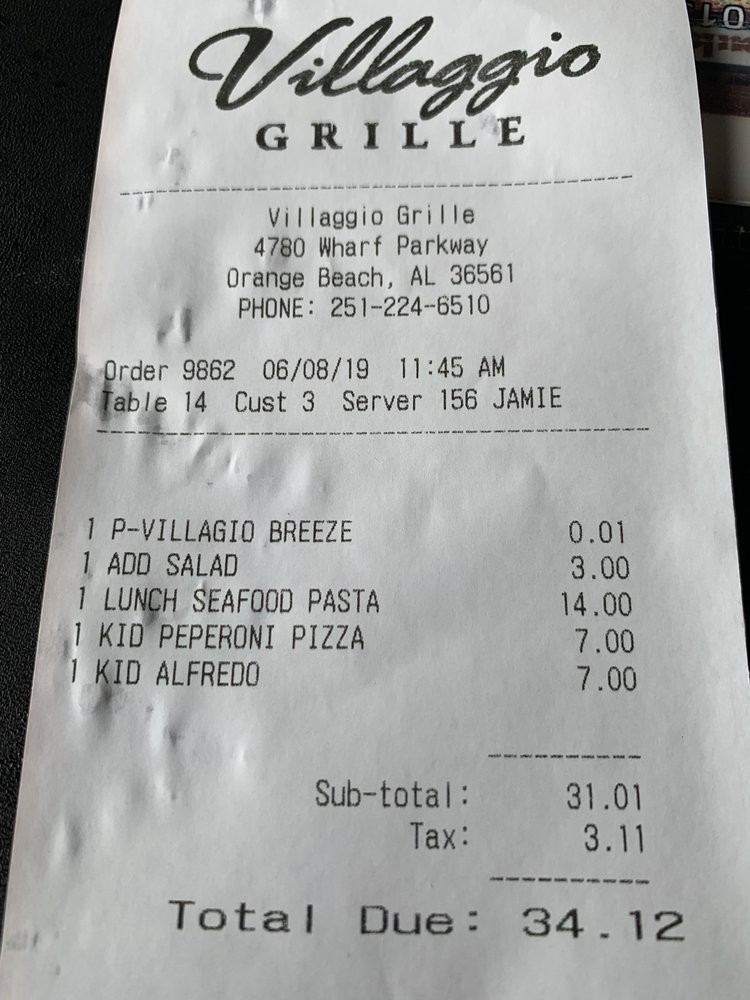 Villaggio
GRILLE
Villaggio Grille
4780 Wharf Parkway
Orange Beach, AL 36561
PHONE: 251-224-6510
Order 9862 06/08/19 11:45 AM
Table 14 Cust 3 Server 156 JAMIE
1 P-VILLAGIO BREEZE 0.01
1 ADD SALAD 3.00
1 LUNCH SEAFOOD PASTA 14.00
1 KID PEPERONI PIZZA 7.00
1 KID ALFREDO 7.00
Sub-total: 31.01
Tax: 3.11
Total Due: 34.12